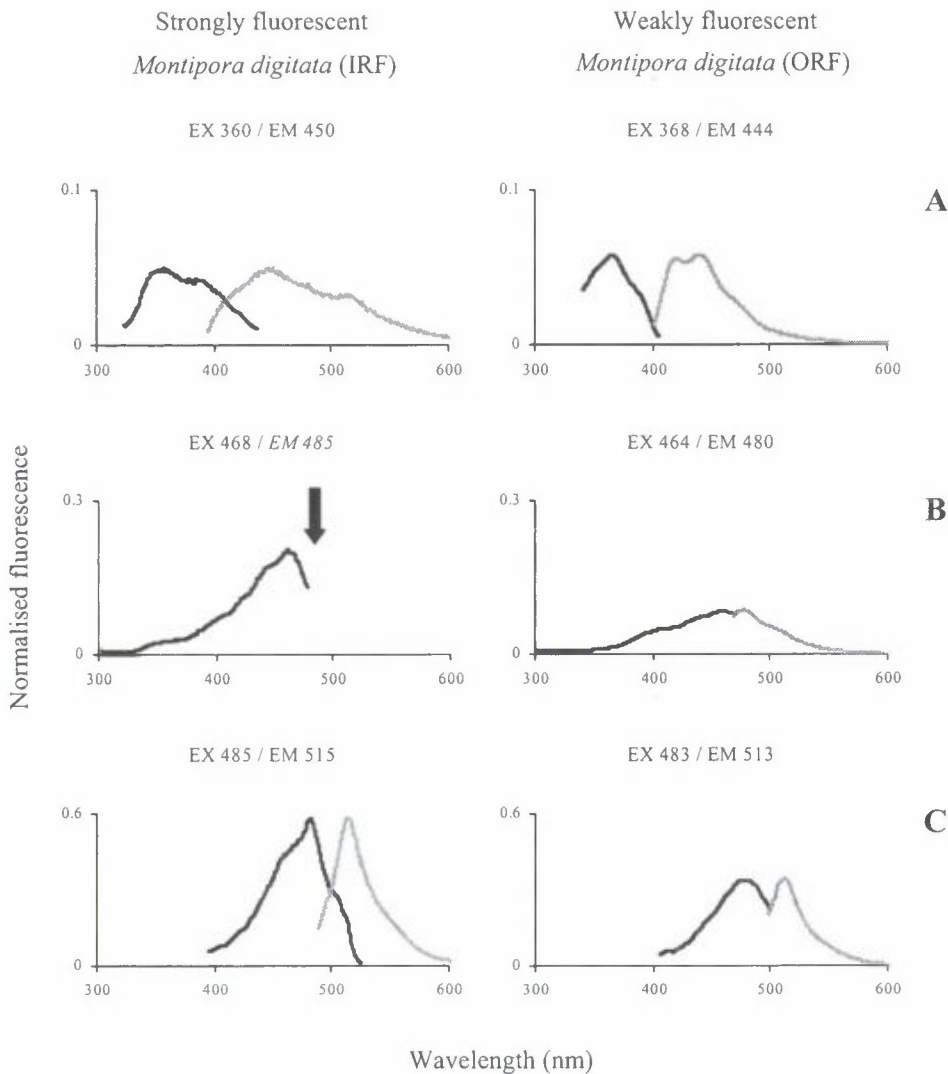 Strongly fluorescent
Montipora digitata (IRF)
Weakly fluorescent
Montipora digitata (ORF)
EX 360 / EM 450
EX 368 / EM 444
0.1
0
300 400 500 600
0.1
0
300 400 500 600
A
EX 468 / EM 485
EX 464 / EM 480
0.3
0
300 400 500 600
0.3
0
300 400 500 600
B
EX 485 / EM 515
EX 483 / EM 513
0.6
0
300 400 500 600
0.6
0
300 400 500 600
C
Normalised fluorescence
Wavelength (nm)